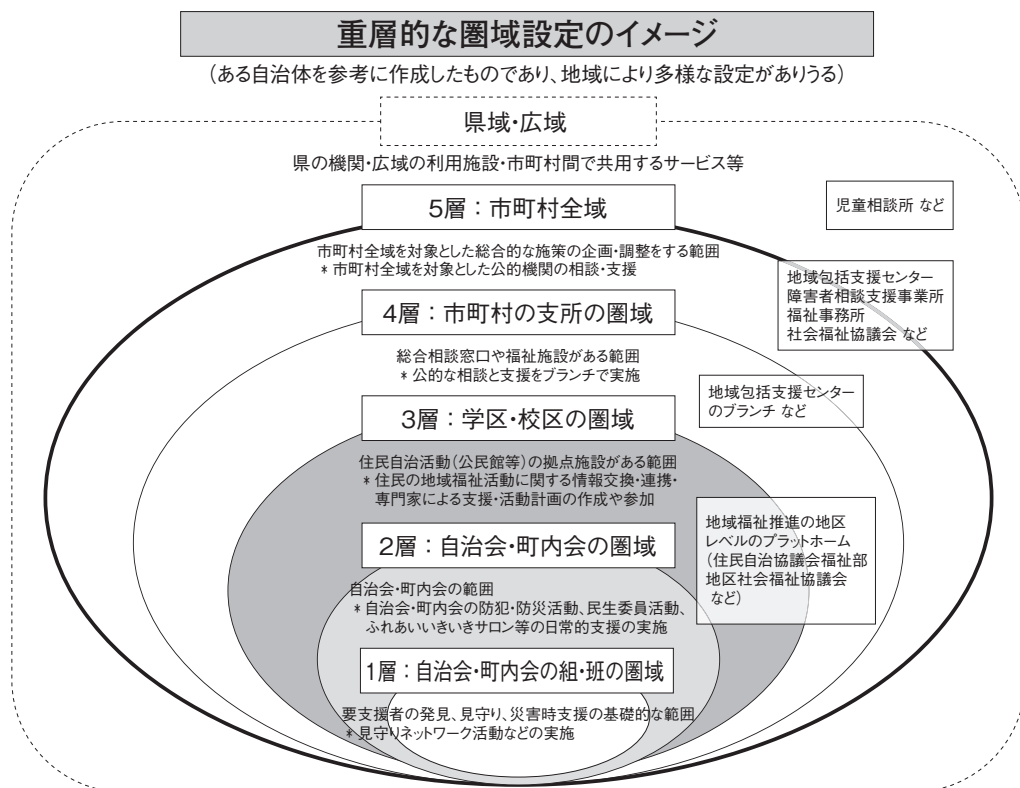 重層的な圏域設定のイメージ
（ある自治体を参考に作成したものであり、地域により多様な設定がありうる）
県域・広域
県の機関・広域の利用施設・市町村間で共用するサービス等
5層：市町村全域
児童相談所 など
市町村全域を対象とした総合的な施策の企画・調整をする範囲
* 市町村全域を対象とした公的機関の相談・支援
地域包括支援センター
障害者相談支援事業所
福祉事務所
社会福祉協議会 など
4層：市町村の支所の圏域
総合相談窓口や福祉施設がある範囲
* 公的な相談と支援をブランチで実施
地域包括支援センター
のブランチ など
3層：学区・校区の圏域
住民自治活動（公民館等）の拠点施設がある範囲
* 住民の地域福祉活動に関する情報交換・連携・
専門家による支援・活動計画の作成や参加
地域福祉推進の地区
レベルのプラットホーム
（住民自治協議会福祉部
地区社会福祉協議会
など）
2層：自治会・町内会の圏域
自治会・町内会の範囲
* 自治会・町内会の防犯・防災活動、民生委員活動、
ふれあいいきいきサロン等の日常的支援の実施
1層：自治会・町内会の組・班の圏域
要支援者の発見、見守り、災害時支援の基礎的な範囲
* 見守りネットワーク活動などの実施